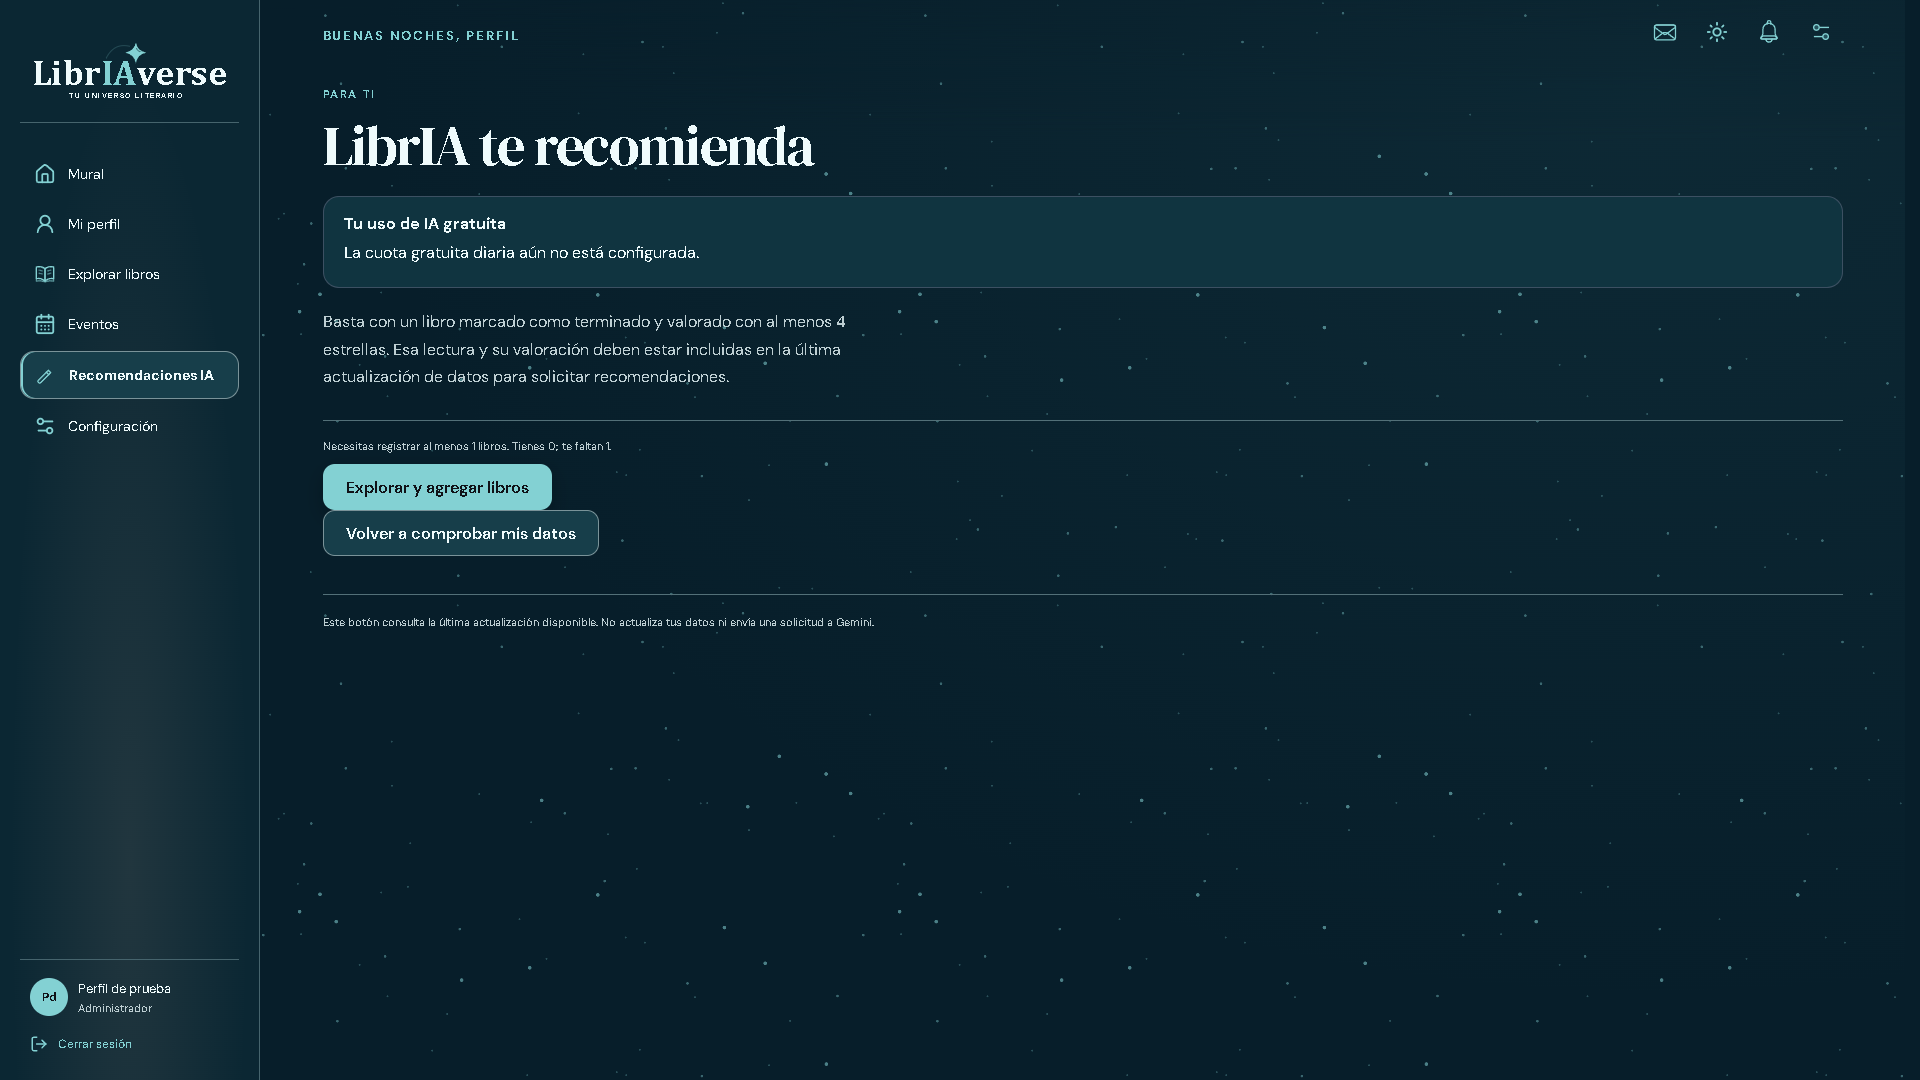 LibrIAverse
TU UNIVERSO LITERARIO
Mural
Mi perfil
Explorar libros
Eventos
Recomendaciones IA
Configuración
Pd
Perfil de prueba
Administrador
Cerrar sesión
BUENAS NOCHES, PERFIL
PARA TI
LibrIA te recomienda
Tu uso de IA gratuita
La cuota gratuita diaria aún no está configurada.
Basta con un libro marcado como terminado y valorado con al menos 4
estrellas. Esa lectura y su valoración deben estar incluidas en la última
actualización de datos para solicitar recomendaciones.
Necesitas registrar al menos 1 libros. Tienes 0; te faltan 1.
Explorar y agregar libros
Volver a comprobar mis datos
Este botón consulta la última actualización disponible. No actualiza tus datos ni envía una solicitud a Gemini.